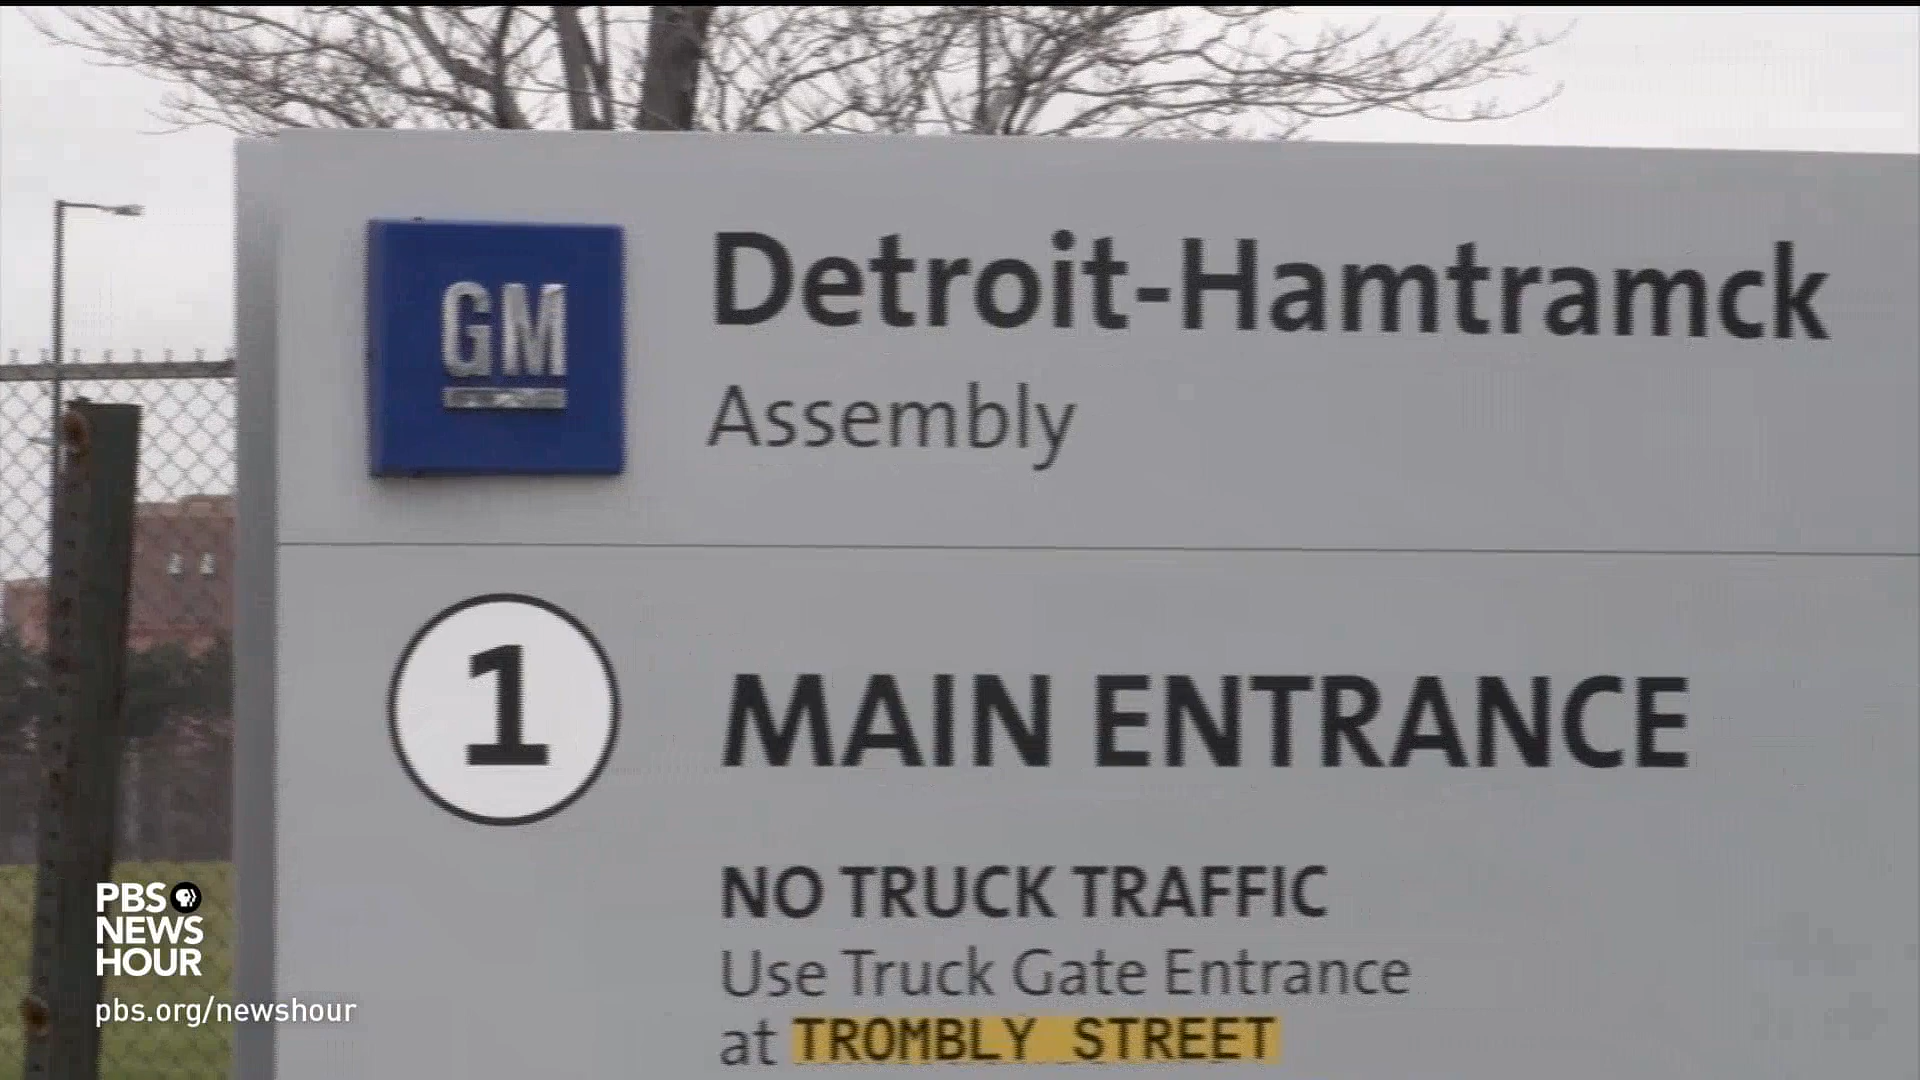 GM
Detroit-Hamtramck
Assembly
1
MAIN ENTRANCE
NO TRUCK TRAFFIC
Use Truck Gate Entrance
at TROMBLY STREET
PBS
NEWS
HOUR
pbs.org/newshour